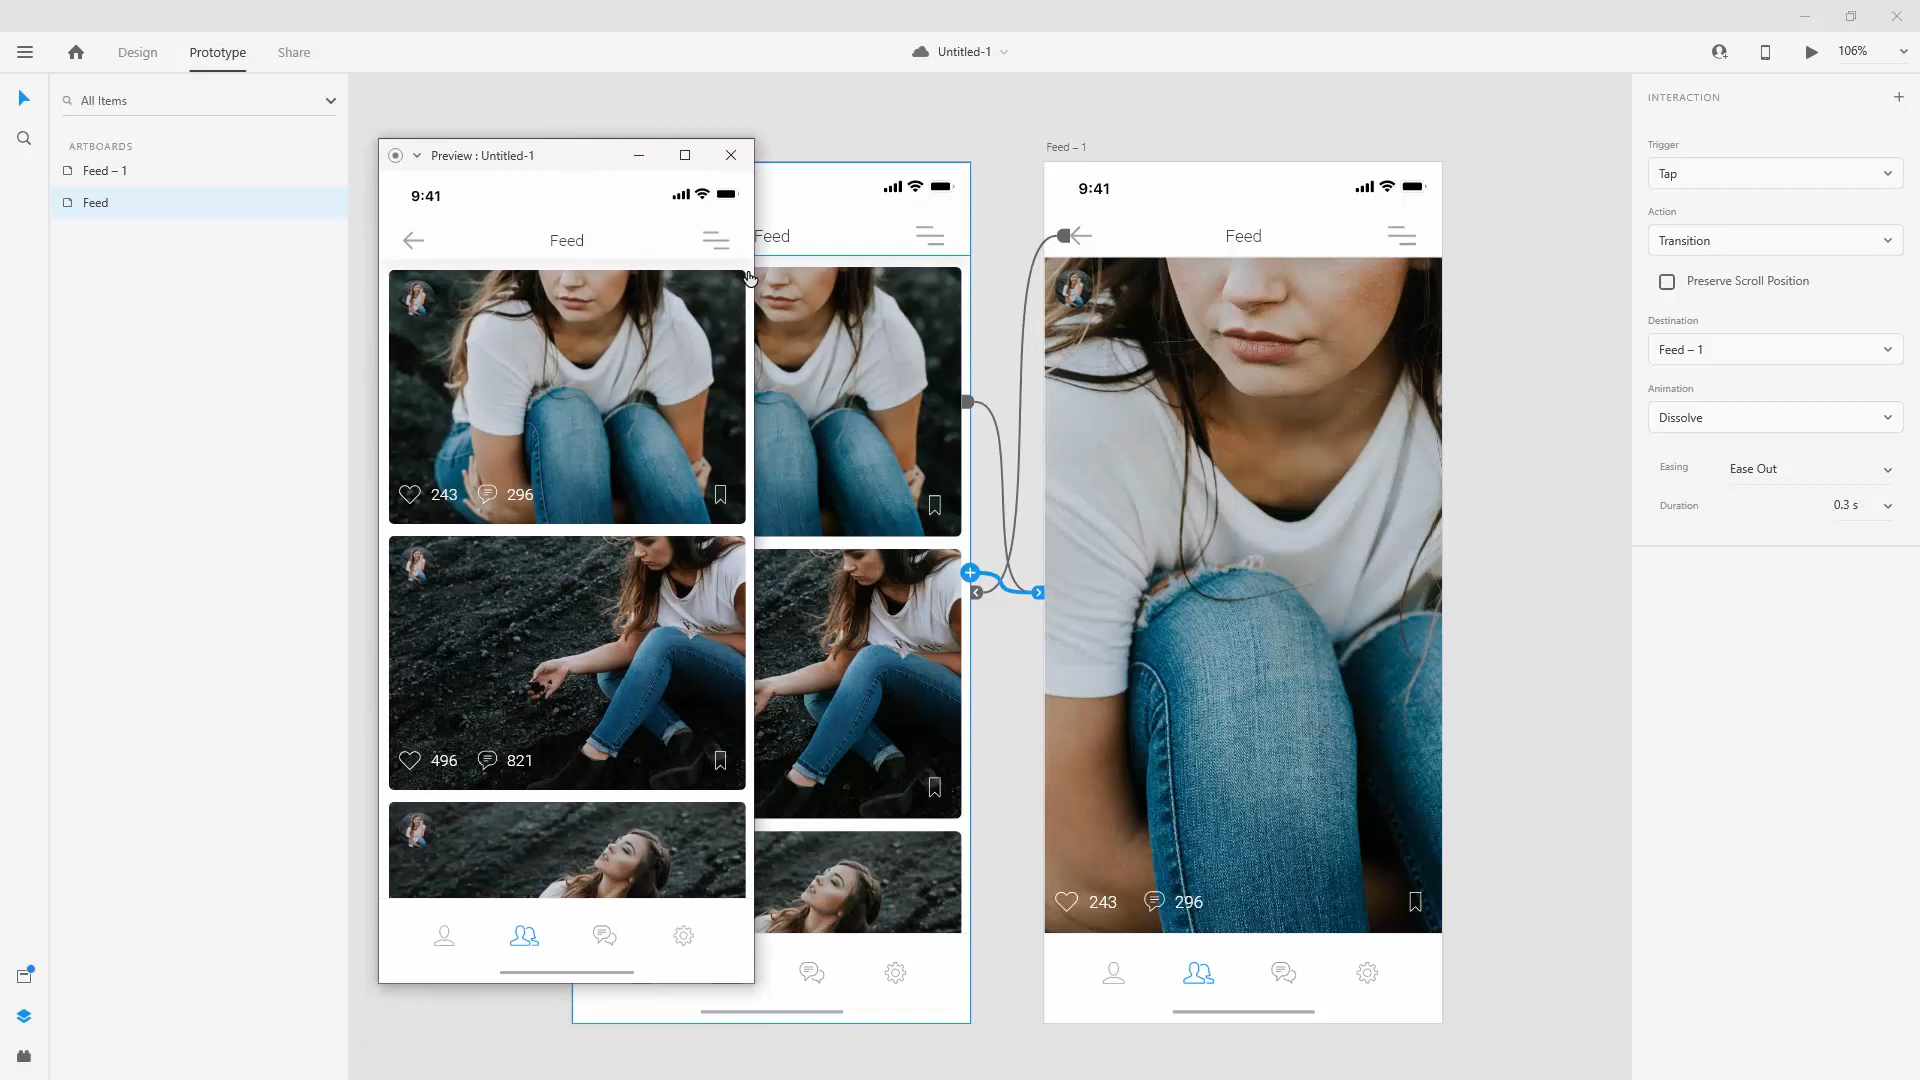 Design
Prototype
Share
Untitled-1
106%
All Items
ARTBOARDS
Feed – 1
Feed
Preview : Untitled-1
9:41
Feed
243
296
496
821
Feed
Feed – 1
9:41
Feed
243
296
INTERACTION
Trigger
Tap
Action
Transition
Preserve Scroll Position
Destination
Feed – 1
Animation
Dissolve
Easing
Ease Out
Duration
0.3 s